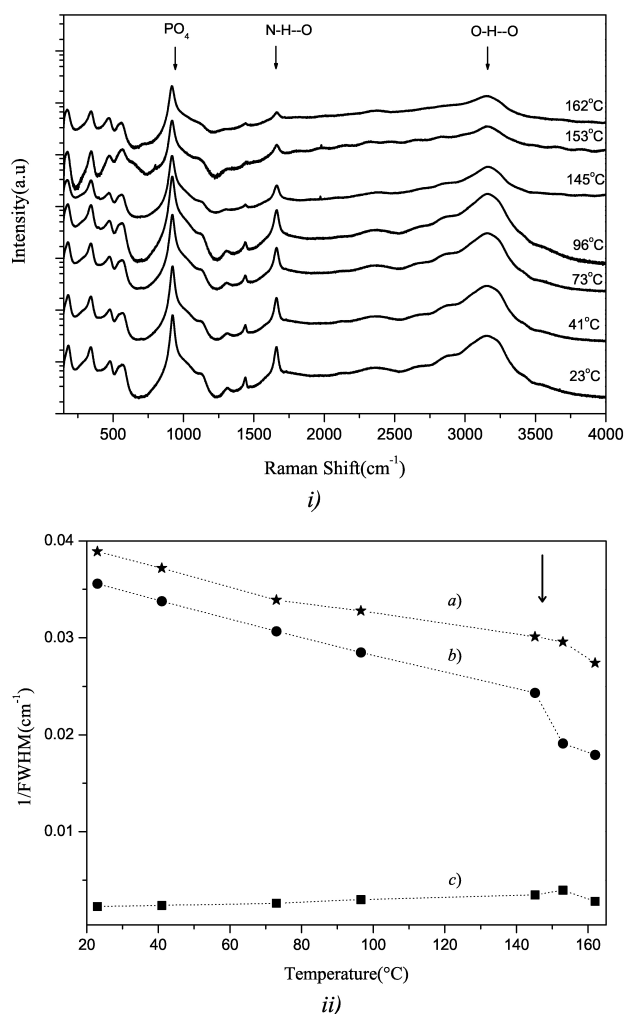 PO4 N-H--O O-H--O
162°C
153°C
145°C
96°C
73°C
41°C
23°C
Intensity(a.u)
500 1000 1500 2000 2500 3000 3500 4000
Raman Shift(cm-1)
i)
0.04
0.03
0.02
0.01
a)
b)
c)
1/FWHM(cm-1)
20 40 60 80 100 120 140 160
Temperature(°C)
ii)